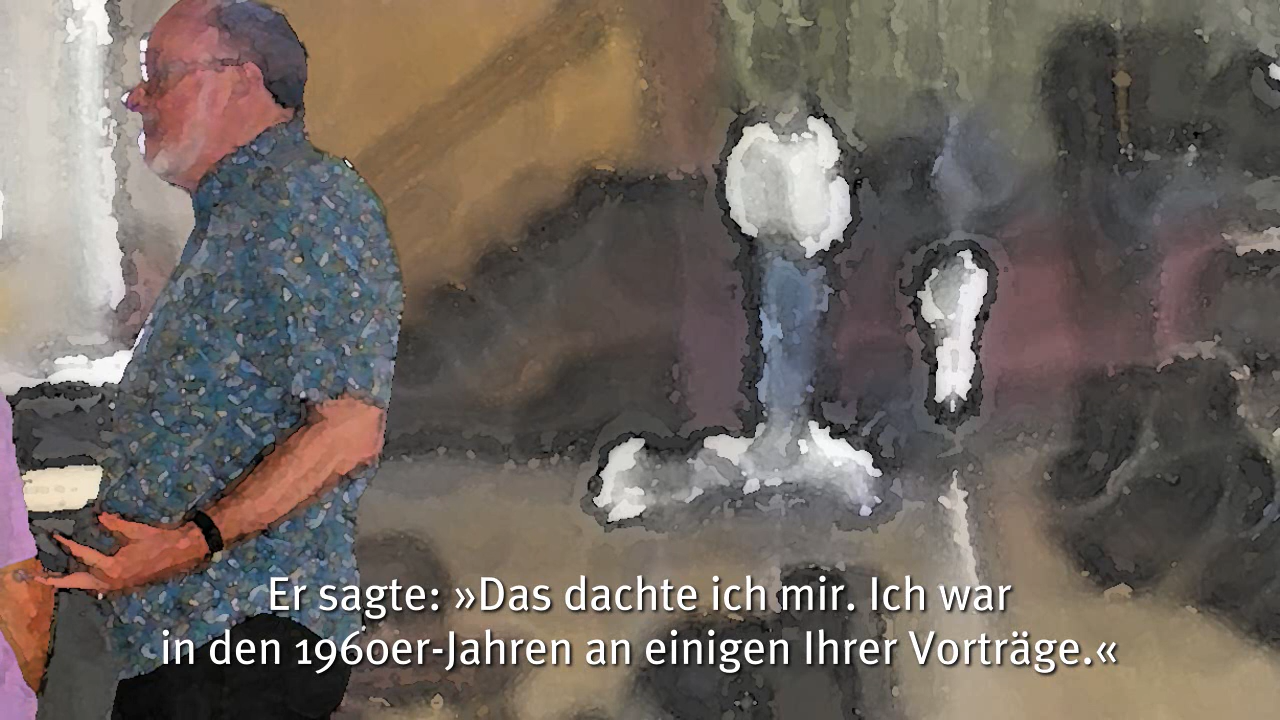 Er sagte: »Das dachte ich mir. Ich war
in den 1960er-Jahren an einigen Ihrer Vorträge.«